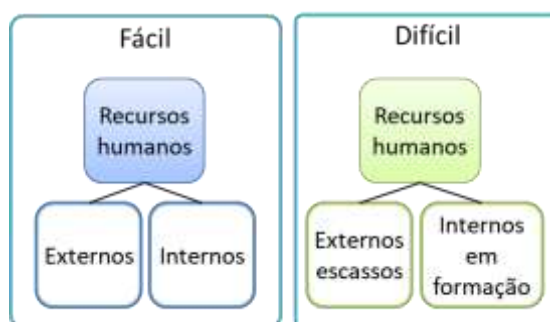 Fácil
Recursos
humanos
Externos
Internos
Difícil
Recursos
humanos
Externos
escassos
Internos
em
formação